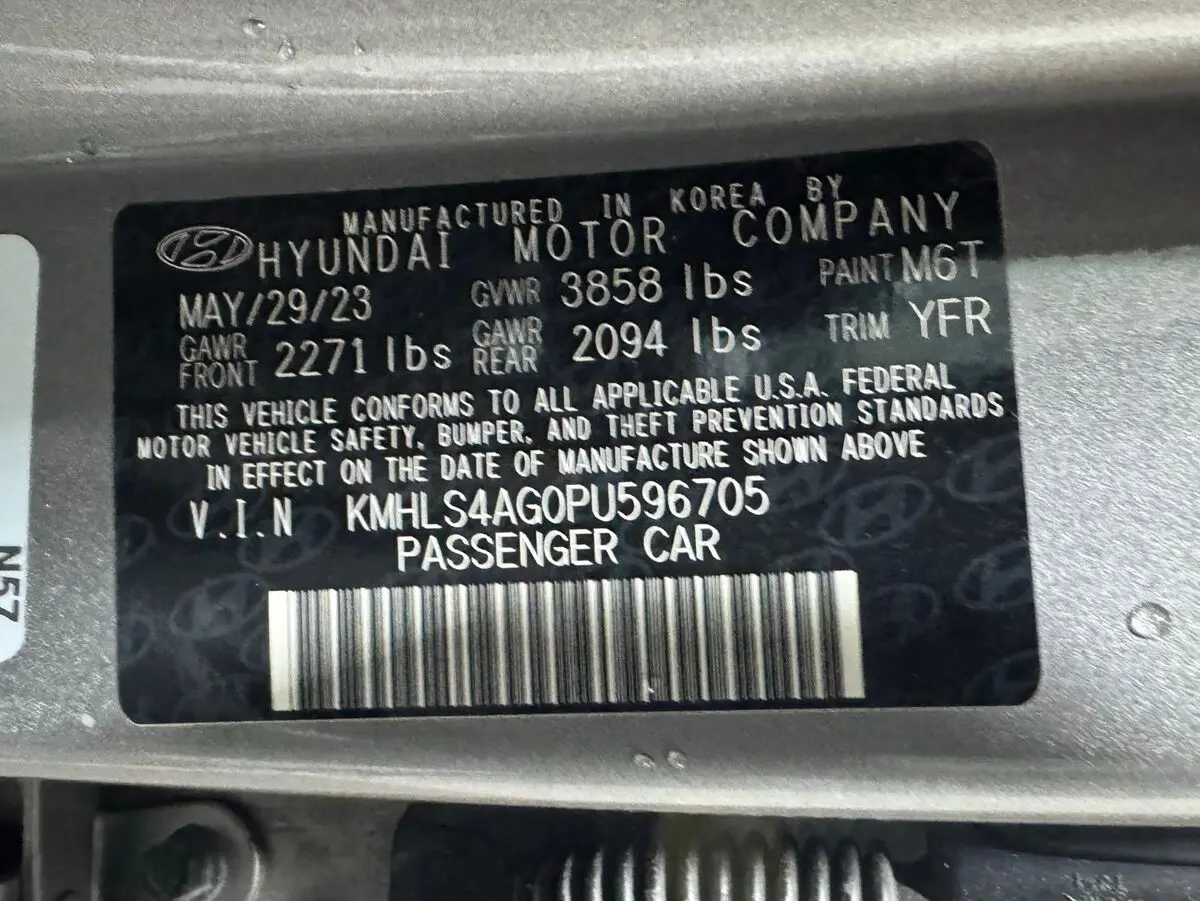 MANUFACTURED IN KOREA BY
HYUNDAI MOTOR COMPANY
MAY/29/23 GVWR 3858 lbs PAINT M6T
GAWR FRONT 2271 lbs GAWR REAR 2094 lbs TRIM YFR
THIS VEHICLE CONFORMS TO ALL APPLICABLE U.S.A. FEDERAL
MOTOR VEHICLE SAFETY, BUMPER, AND THEFT PREVENTION STANDARDS
IN EFFECT ON THE DATE OF MANUFACTURE SHOWN ABOVE
V.I.N KMHLS4AG0PU596705
PASSENGER CAR
N57